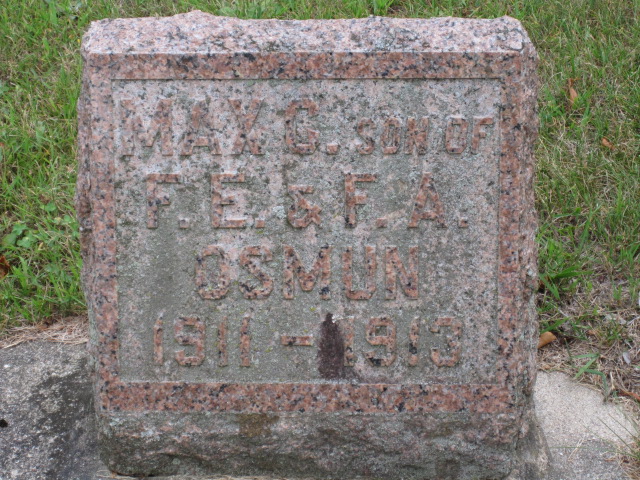 MAX G. SON OF
F. E. & F. A.
OSMUN
1911 - 1913